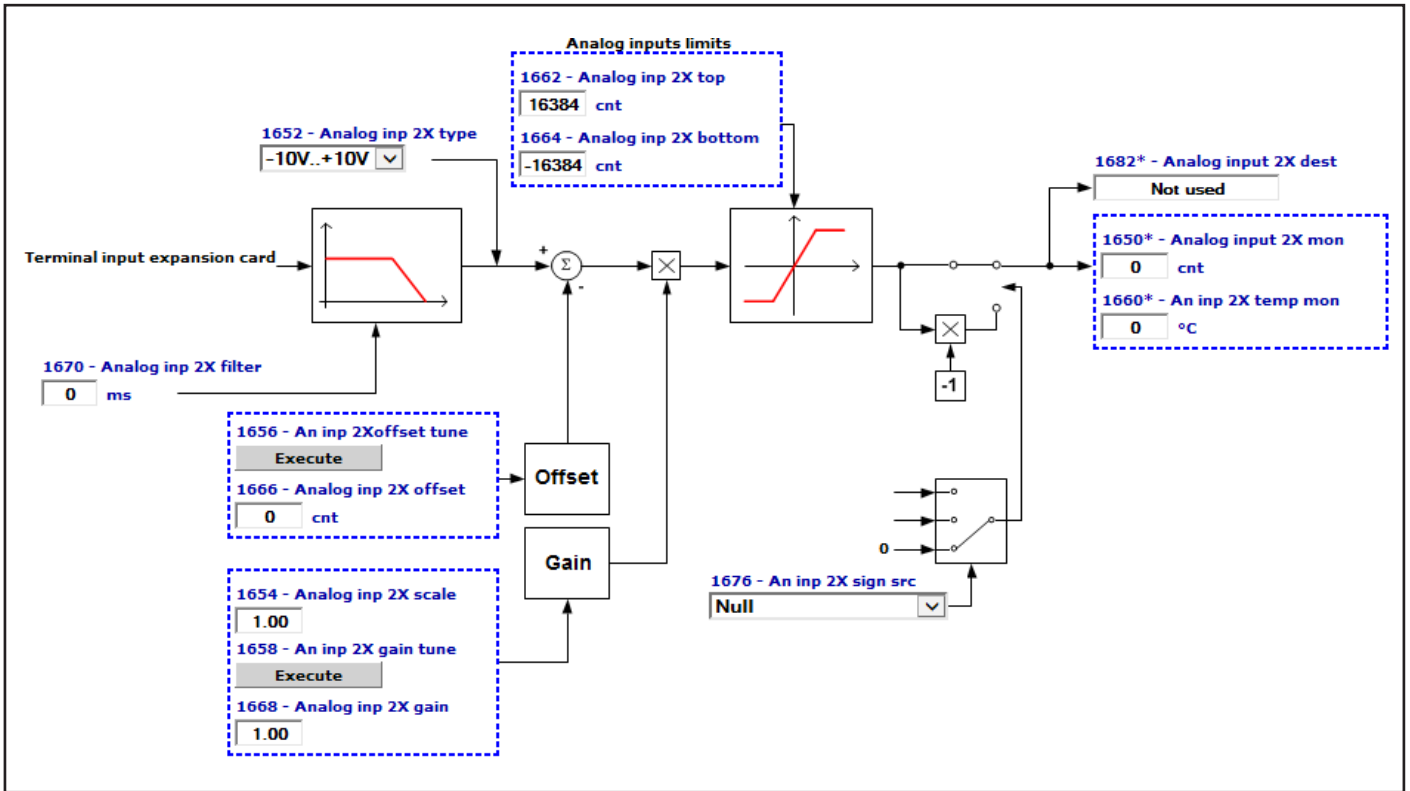 Analog inputs limits
1662 - Analog inp 2X top
16384 cnt
1664 - Analog inp 2X bottom
-16384 cnt
1652 - Analog inp 2X type
-10V..+10V
1682* - Analog input 2X dest
Not used
1650* - Analog input 2X mon
0 cnt
1660* - An inp 2X temp mon
0 °C
Terminal input expansion card
+
Σ
-
1670 - Analog inp 2X filter
0 ms
-1
1656 - An inp 2Xoffset tune
Execute
1666 - Analog inp 2X offset
0 cnt
Offset
Gain
0
1676 - An inp 2X sign src
Null
1654 - Analog inp 2X scale
1.00
1658 - An inp 2X gain tune
Execute
1668 - Analog inp 2X gain
1.00